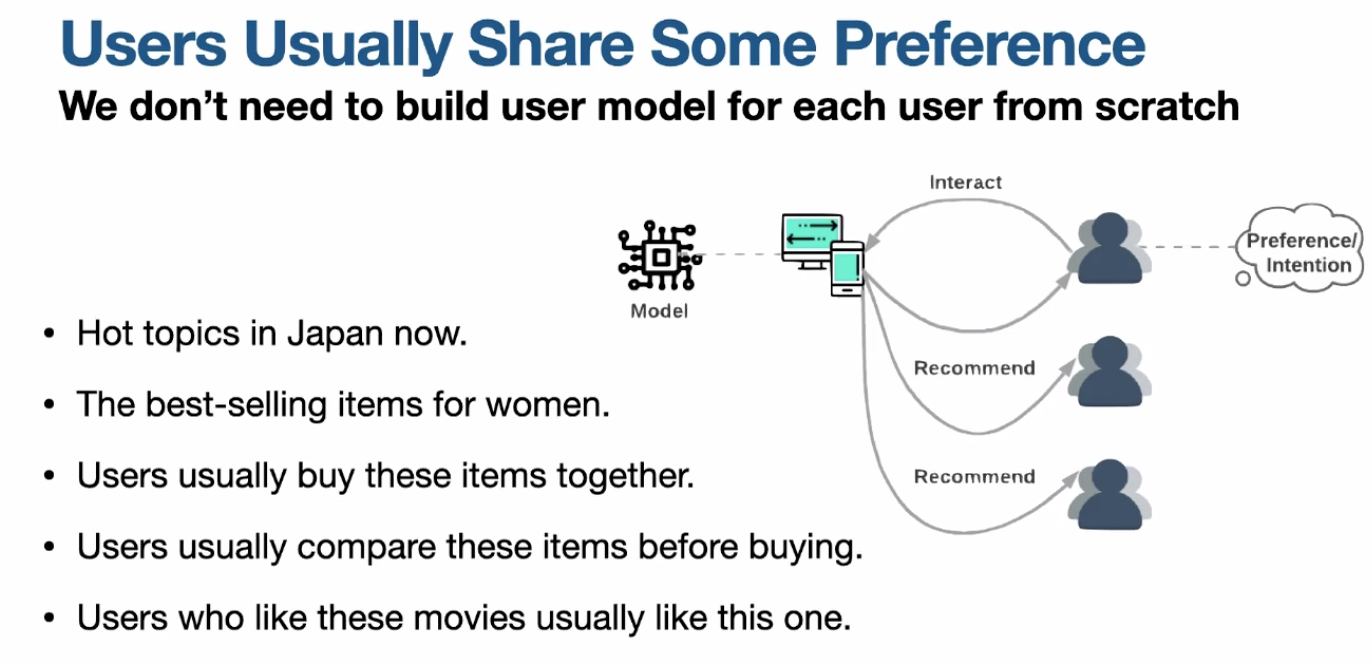 Users Usually Share Some Preference
We don't need to build user model for each user from scratch
Interact
Preference/
Intention
Model
Recommend
Recommend
• Hot topics in Japan now.
• The best-selling items for women.
• Users usually buy these items together.
• Users usually compare these items before buying.
• Users who like these movies usually like this one.